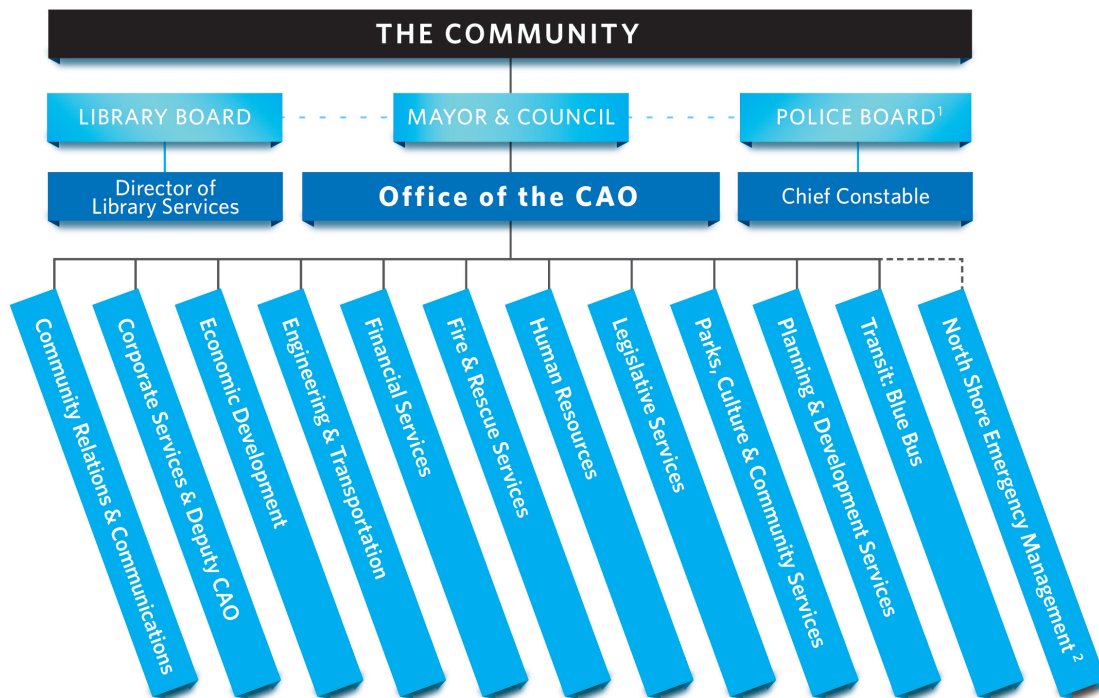 THE COMMUNITY
LIBRARY BOARD
MAYOR & COUNCIL
POLICE BOARD¹
Director of
Library Services
Office of the CAO
Chief Constable
Community Relations & Communications
Corporate Services & Deputy CAO
Economic Development
Engineering & Transportation
Financial Services
Fire & Rescue Services
Human Resources
Legislative Services
Parks, Culture & Community Services
Planning & Development Services
Transit: Blue Bus
North Shore Emergency Management ²